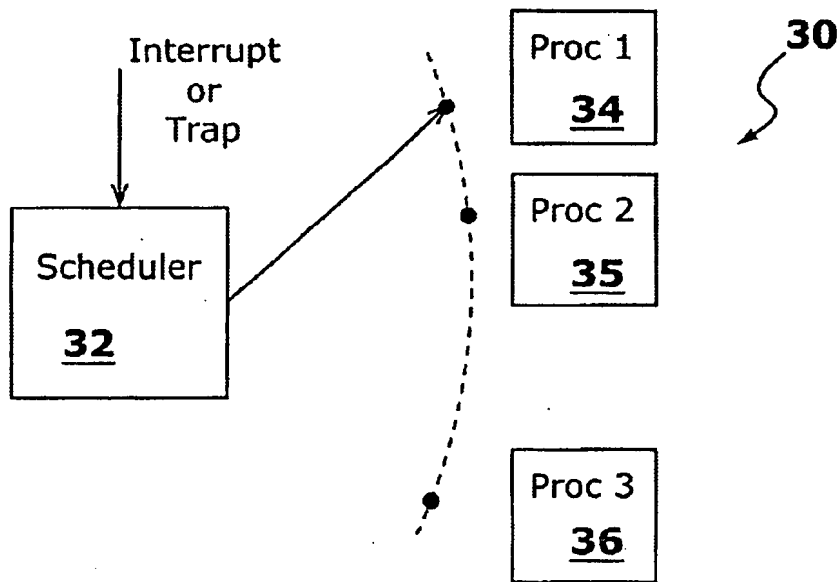 Interrupt
or
Trap
Scheduler
32
Proc 1
34
30
Proc 2
35
Proc 3
36